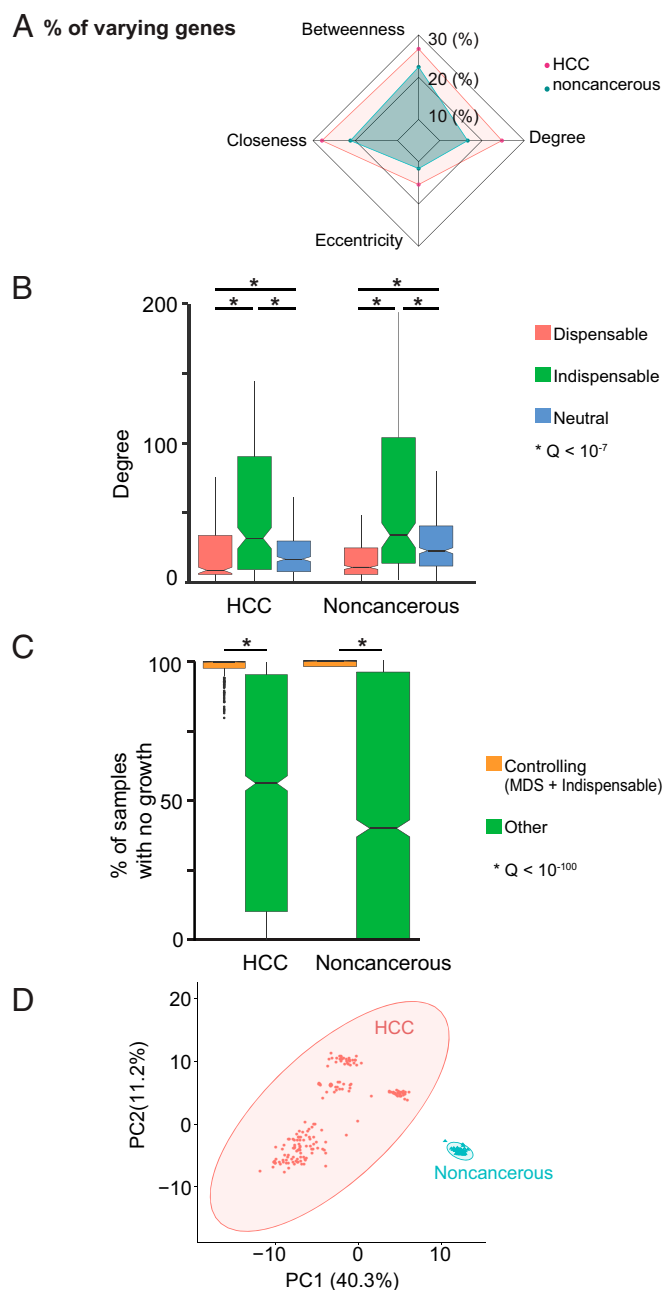 A % of varying genes
Betweenness
30 (%)
20 (%)
10 (%)
HCC
noncancerous
Closeness
Degree
Eccentricity
B
*
*
* *
* *
200
100
0
Degree
Dispensable
Indispensable
Neutral
* Q < 10⁻⁷
HCC
Noncancerous
C
*
*
100
50
0
% of samples
with no growth
Controlling
(MDS + Indispensable)
Other
* Q < 10⁻¹⁰⁰
HCC
Noncancerous
D
20
10
0
−10
PC2(11.2%)
HCC
Noncancerous
−10
0
10
PC1 (40.3%)